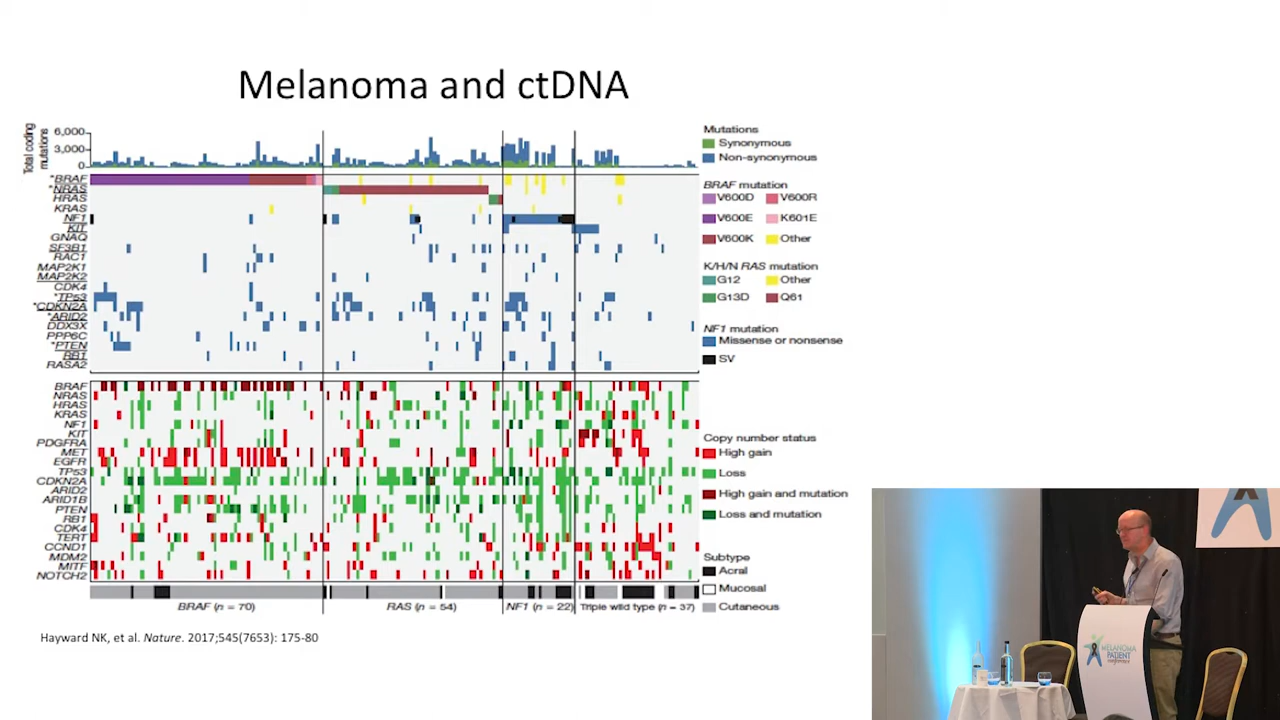 Melanoma and ctDNA
Total coding
mutations
6,000
3,000
0
*BRAF
*NRAS
HRAS
KRAS
NF1
KIT
GNAQ
SF3B1
RAC1
MAP2K1
MAP2K2
CDK4
*TP53
*CDKN2A
*ARID2
DDX3X
PPP6C
*PTEN
RB1
RASA2
BRAF
NRAS
HRAS
KRAS
NF1
KIT
PDGFRA
MET
EGFR
TP53
CDKN2A
ARID2
ARID1B
PTEN
RB1
CDK4
TERT
CCND1
MDM2
MITF
NOTCH2
BRAF (n = 70)
RAS (n = 54)
NF1 (n = 22)
Triple wild type (n = 37)
Mutations
Synonymous
Non-synonymous
BRAF mutation
V600D V600R
V600E K601E
V600K Other
K/H/N RAS mutation
G12 Other
G13D Q61
NF1 mutation
Missense or nonsense
SV
Copy number status
High gain
Loss
High gain and mutation
Loss and mutation
Subtype
Acral
Mucosal
Cutaneous
Hayward NK, et al. Nature. 2017;545(7653): 175-80
MELANOMA
PATIENT
conference